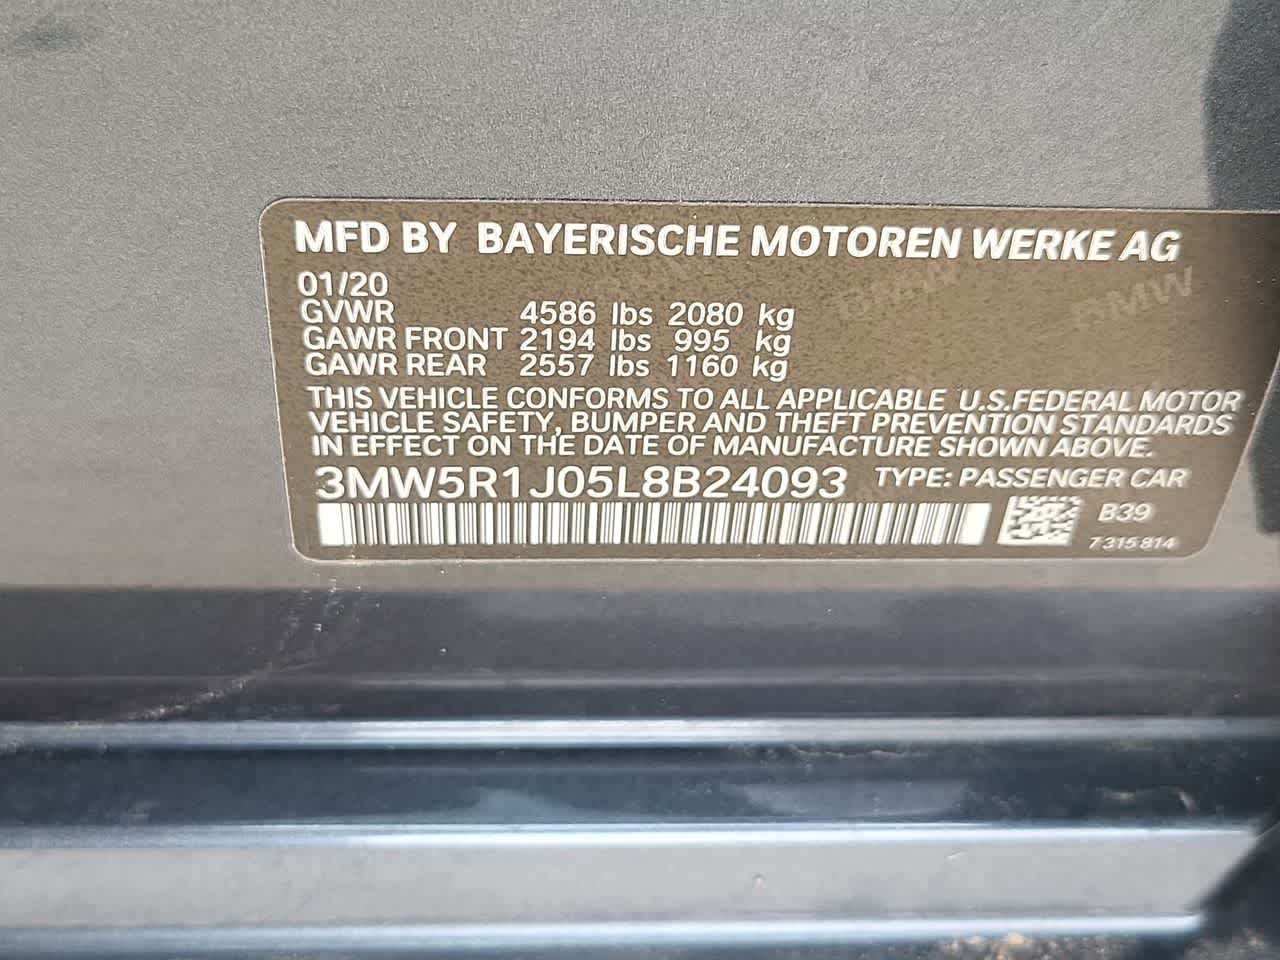 MFD BY BAYERISCHE MOTOREN WERKE AG
01/20
GVWR 4586 lbs 2080 kg
GAWR FRONT 2194 lbs 995 kg
GAWR REAR 2557 lbs 1160 kg
THIS VEHICLE CONFORMS TO ALL APPLICABLE U.S.FEDERAL MOTOR
VEHICLE SAFETY, BUMPER AND THEFT PREVENTION STANDARDS
IN EFFECT ON THE DATE OF MANUFACTURE SHOWN ABOVE.
3MW5R1J05L8B24093 TYPE: PASSENGER CAR
B39
7 315 814